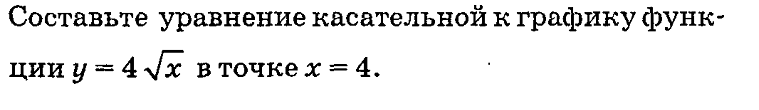 Составьте уравнение касательной к графику функ-
ции y = 4 √x в точке x = 4.